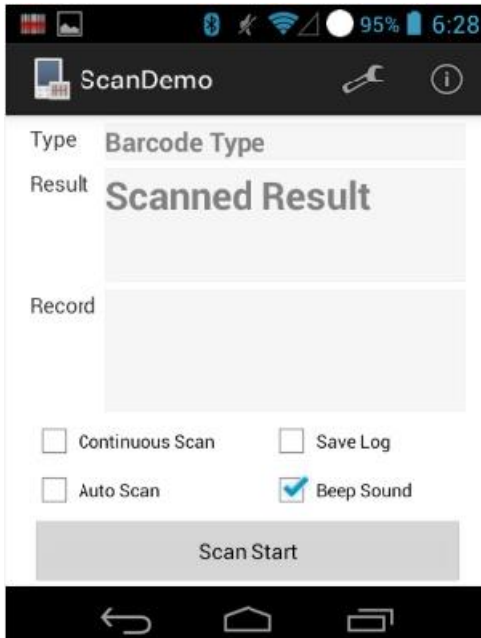 95% 6:28
ScanDemo
Type Barcode Type
Result Scanned Result
Record
Continuous Scan Save Log
Auto Scan Beep Sound
Scan Start